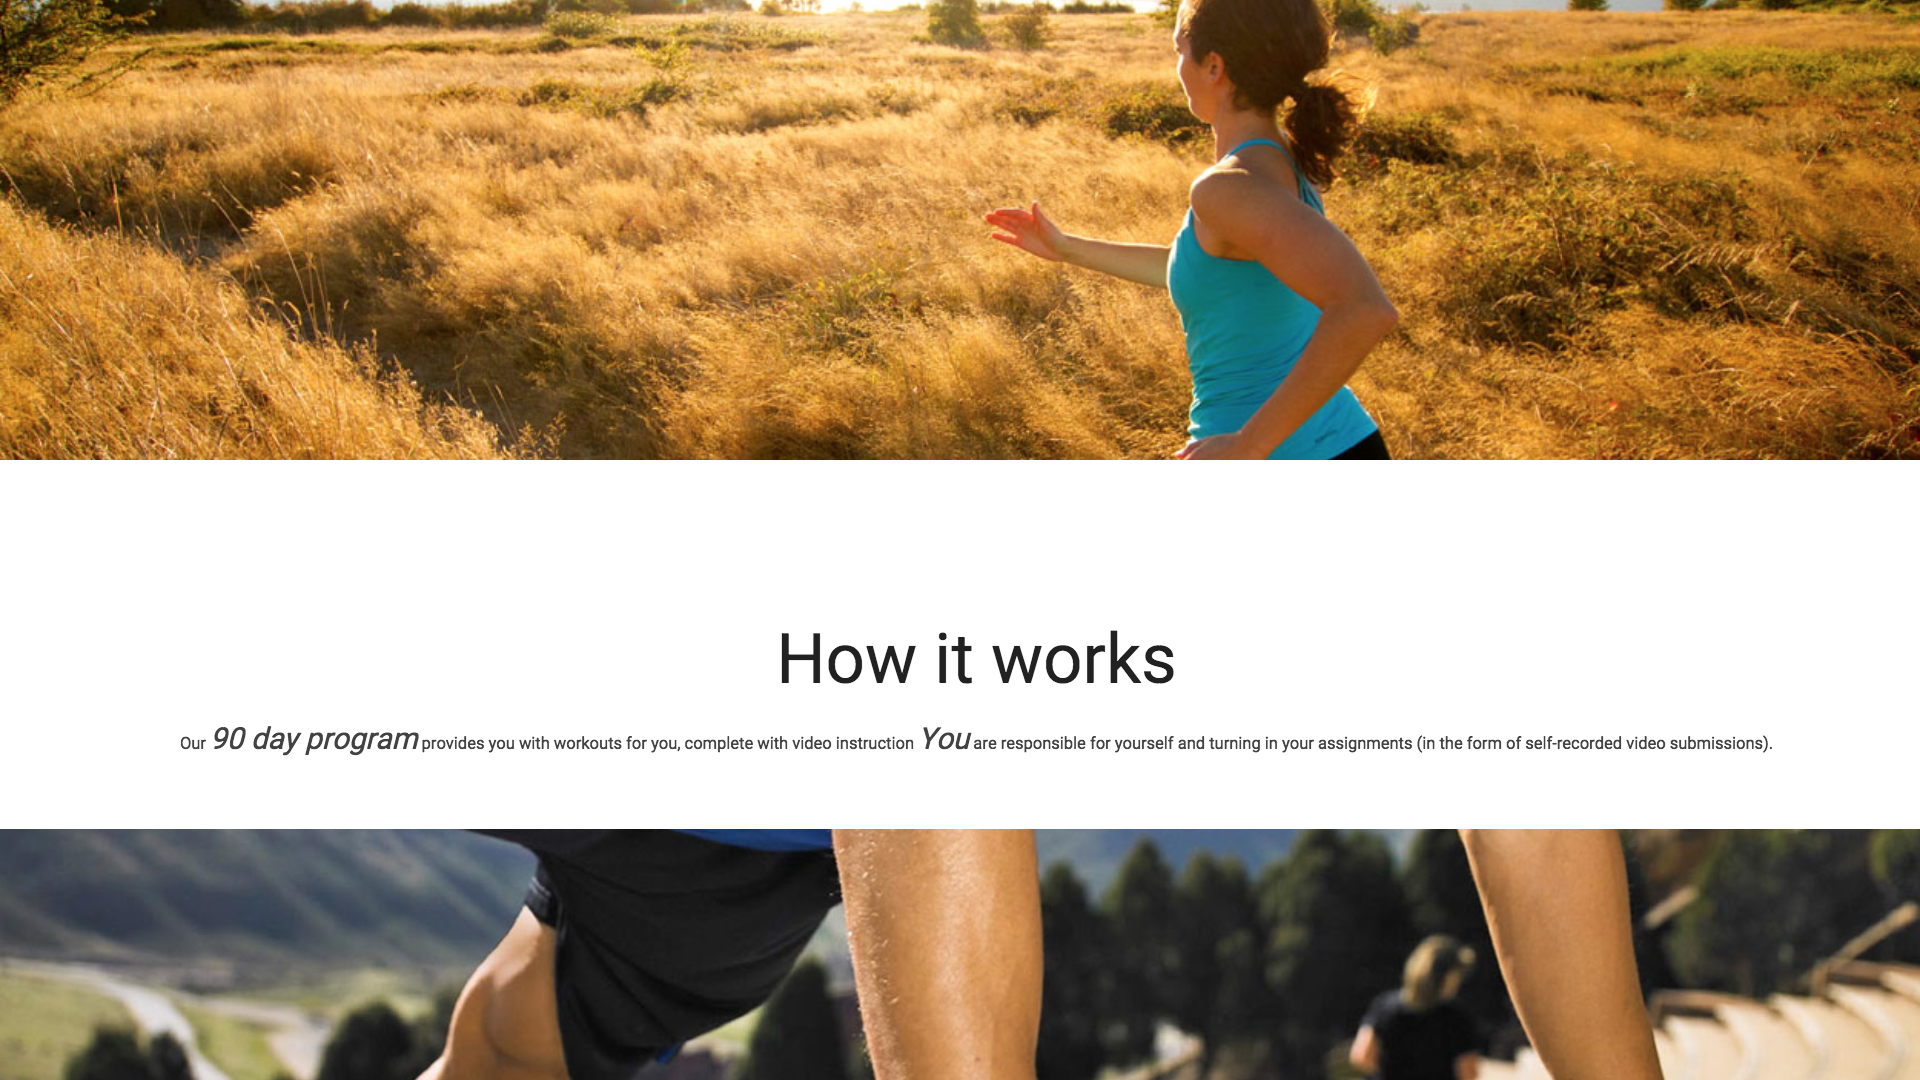 How it works
Our 90 day program provides you with workouts for you, complete with video instruction You are responsible for yourself and turning in your assignments (in the form of self-recorded video submissions).